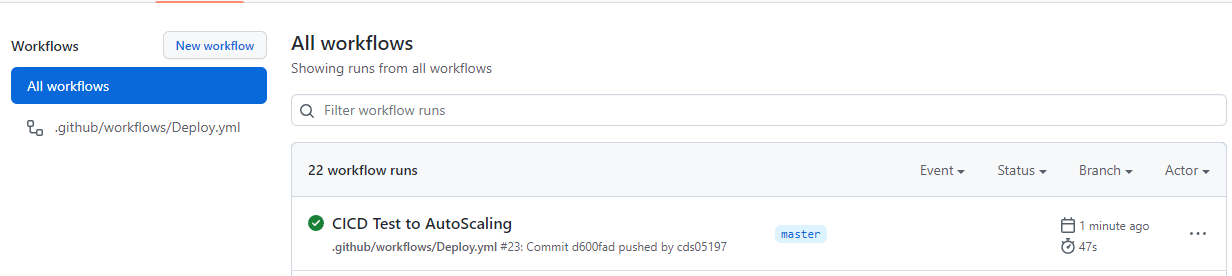 Workflows
New workflow
All workflows
.github/workflows/Deploy.yml
All workflows
Showing runs from all workflows
Filter workflow runs
22 workflow runs
Event
Status
Branch
Actor
CICD Test to AutoScaling
.github/workflows/Deploy.yml #23: Commit d600fad pushed by cds05197
master
1 minute ago
47s